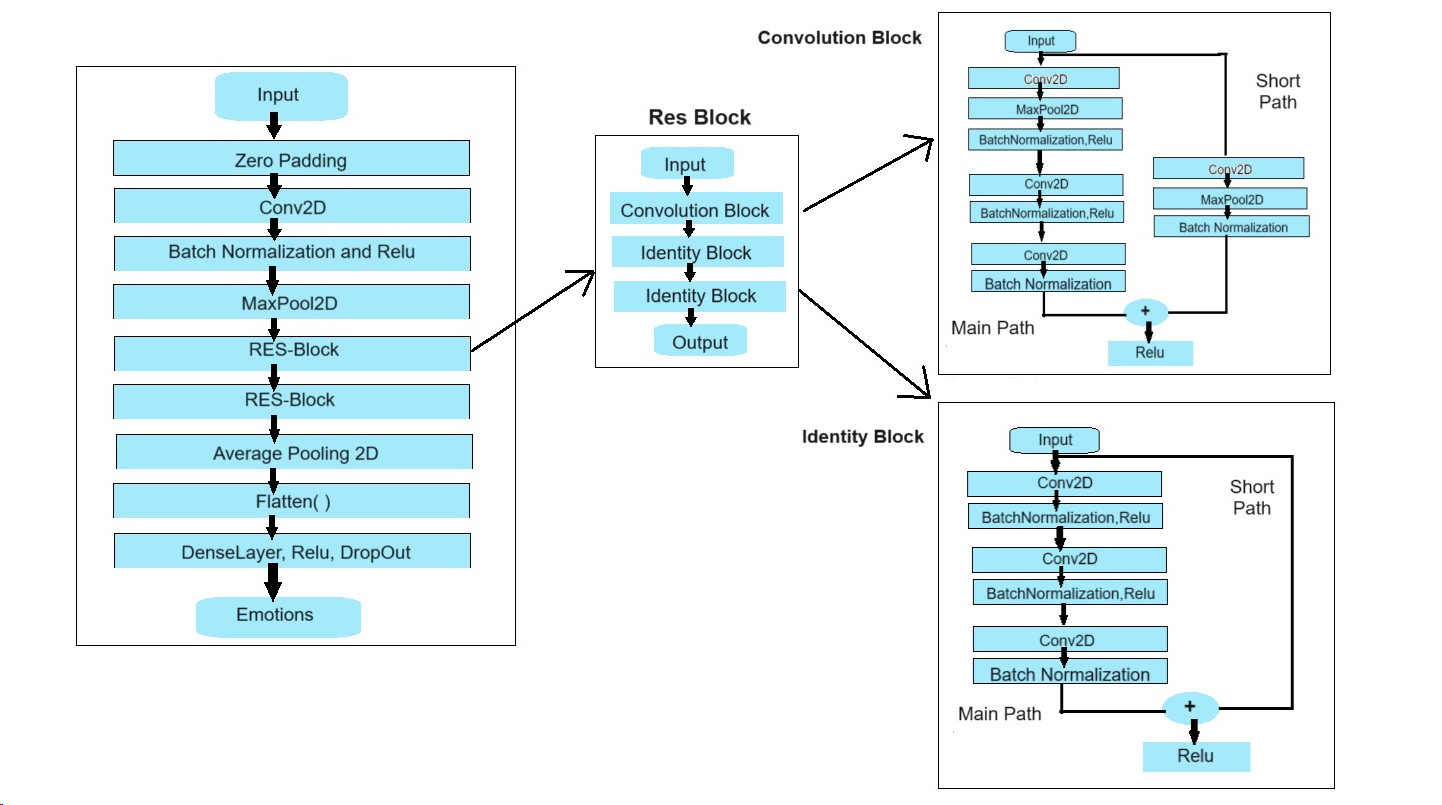 Input
Zero Padding
Conv2D
Batch Normalization and Relu
MaxPool2D
RES-Block
RES-Block
Average Pooling 2D
Flatten( )
DenseLayer, Relu, DropOut
Emotions
Res Block
Input
Convolution Block
Identity Block
Identity Block
Output
Convolution Block
Input
Conv2D
MaxPool2D
BatchNormalization,Relu
Conv2D
BatchNormalization,Relu
Conv2D
Batch Normalization
Main Path
Short
Path
Conv2D
MaxPool2D
Batch Normalization
+
Relu
Identity Block
Input
Conv2D
BatchNormalization,Relu
Conv2D
BatchNormalization,Relu
Conv2D
Batch Normalization
Main Path
Short
Path
+
Relu